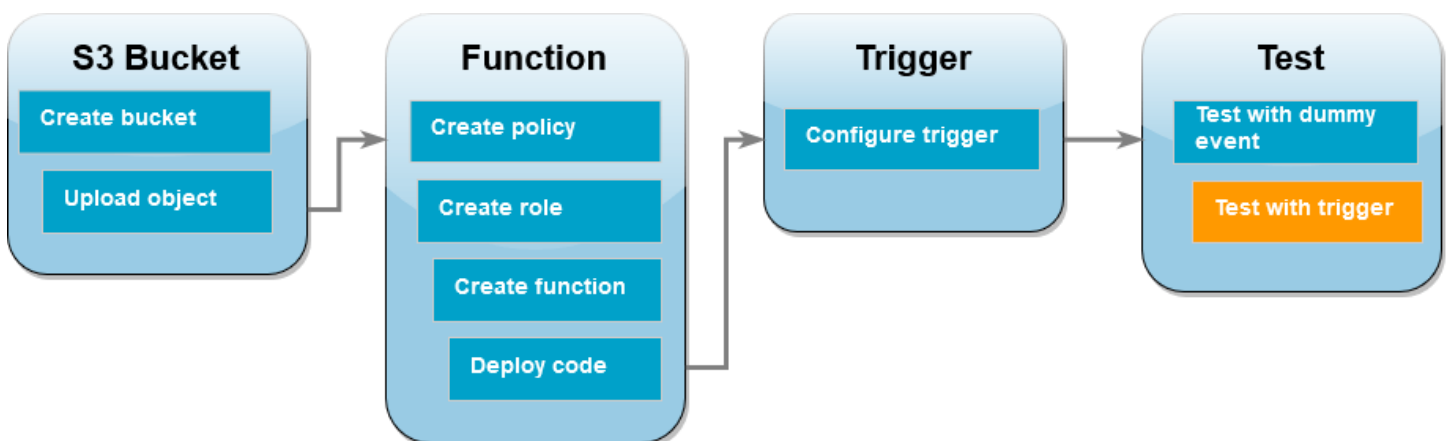 S3 Bucket
Create bucket
Upload object
Function
Create policy
Create role
Create function
Deploy code
Trigger
Configure trigger
Test
Test with dummy
event
Test with trigger